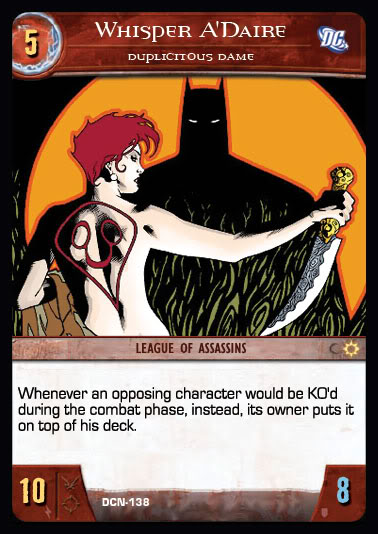 5
Whisper A'Daire
DC
Duplicitous Dame
LEAGUE OF ASSASSINS
C
Whenever an opposing character would be KO'd
during the combat phase, instead, its owner puts it
on top of his deck.
10
DCN-138
8